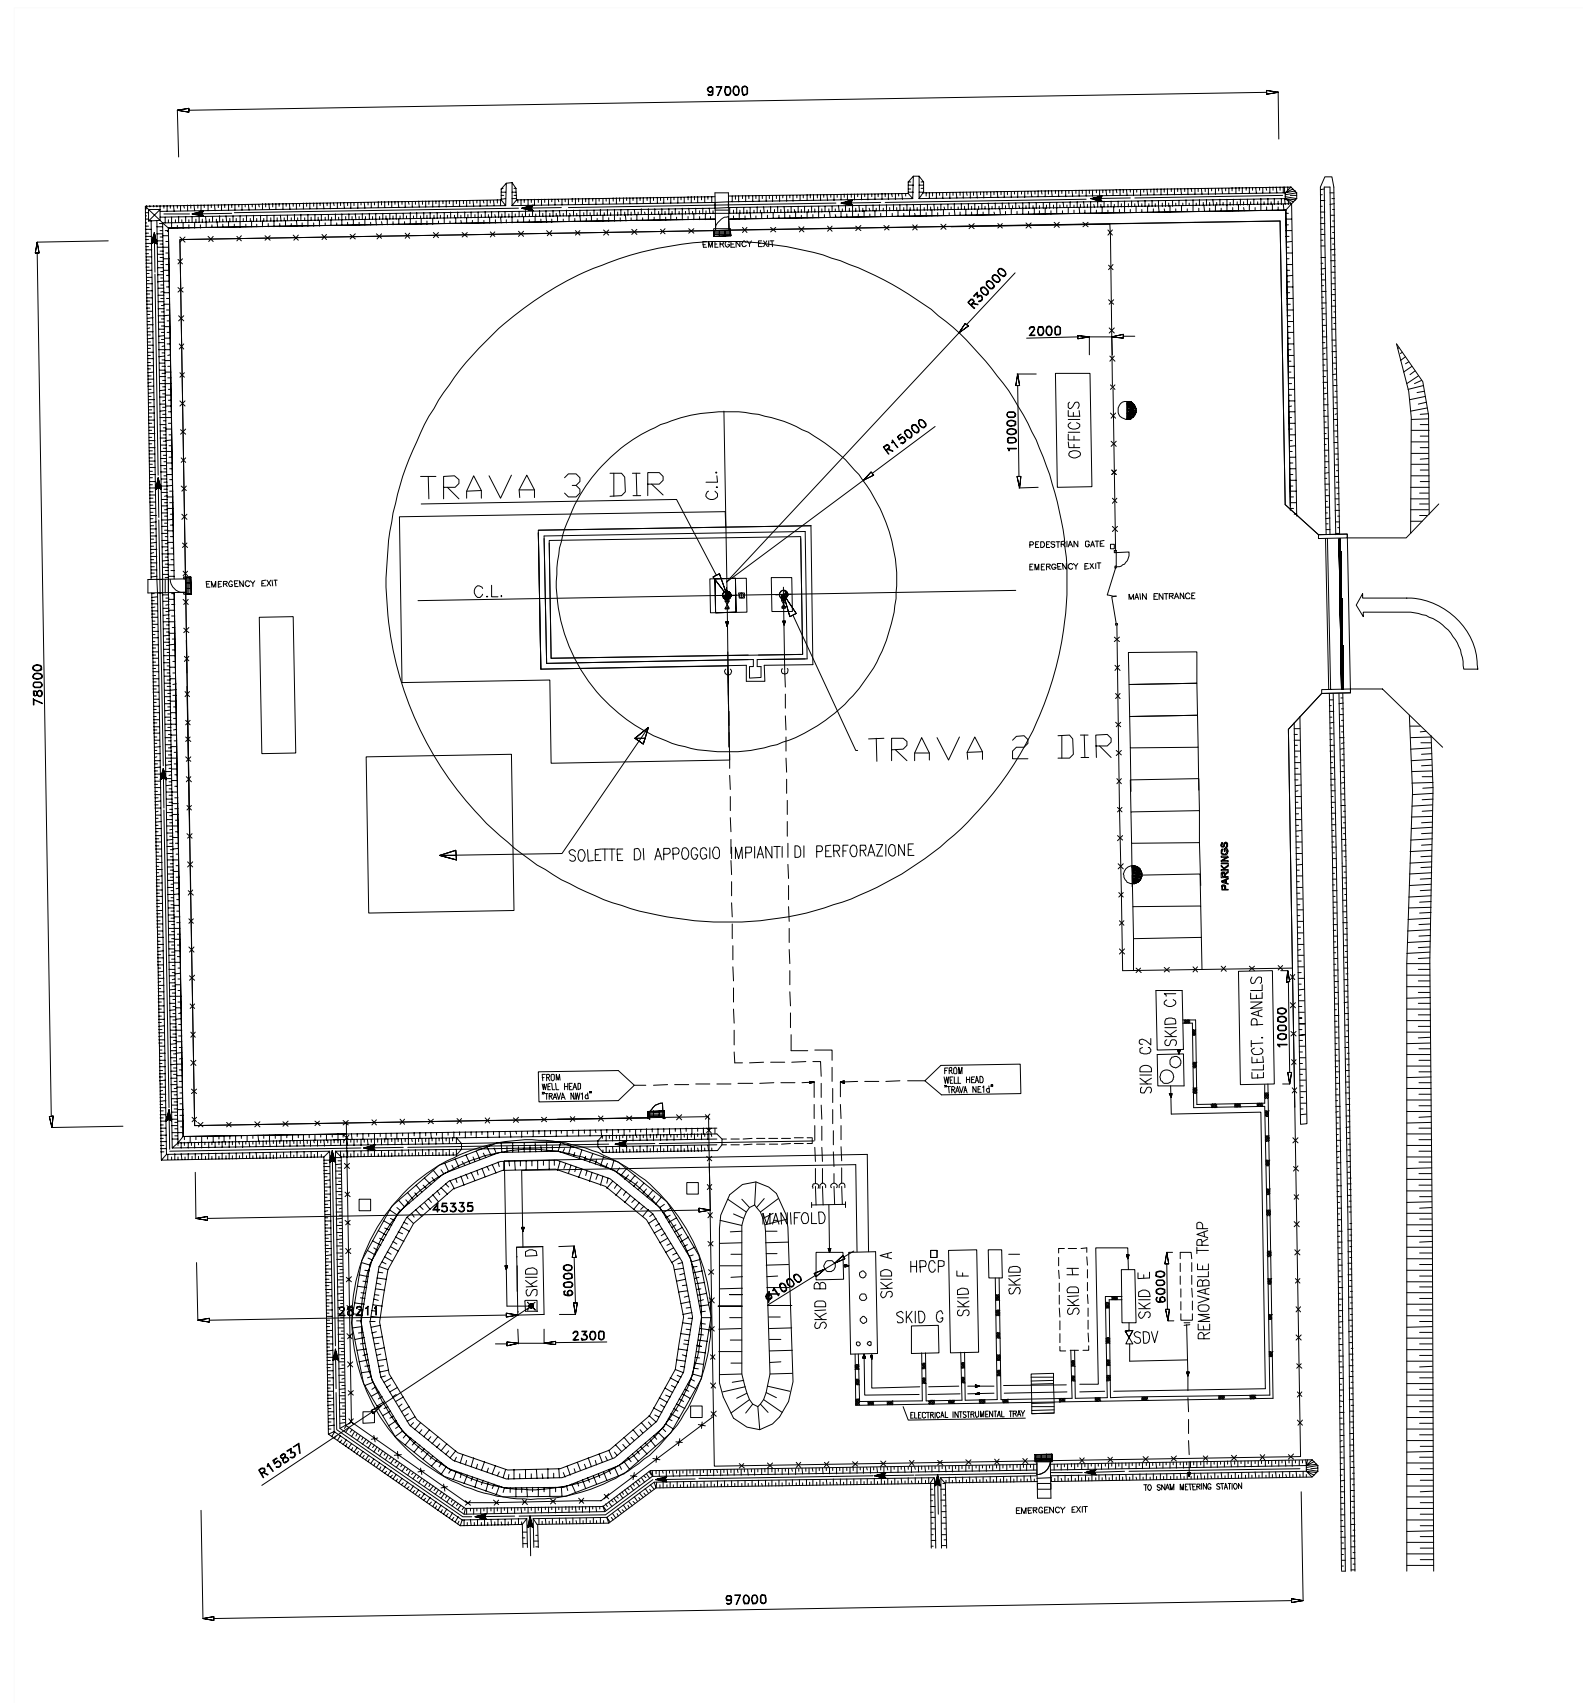 97000
EMERGENCY EXIT
R30000
2000
10000
OFFICIES
R15000
TRAVA 3 DIR
C.L.
C.L.
PEDESTRIAN GATE
EMERGENCY EXIT
MAIN ENTRANCE
EMERGENCY EXIT
78000
TRAVA 2 DIR
SOLETTE DI APPOGGIO IMPIANTI DI PERFORAZIONE
PARKINGS
C
C
ELECT. PANELS
10000
SKID C1
SKID C2
FROM
WELL HEAD
"TRAVA NW1d"
FROM
WELL HEAD
"TRAVA NE1d"
45335
MANIFOLD
SKID D
6000
28211
2300
R15837
SKID B
ø1000
SKID A
HPCP
SKID G
SKID F
SKID I
SKID H
SKID E
SDV
6000
REMOVABLE TRAP
ELECTRICAL INTSTRUMENTAL TRAY
TO SNAM METERING STATION
EMERGENCY EXIT
97000